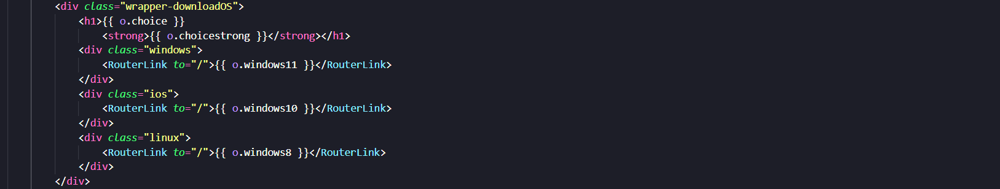 <div class="wrapper-downloadOS">
<h1>{{ o.choice }}
<strong>{{ o.choicestrong }}</strong></h1>
<div class="windows">
<RouterLink to="/">{{ o.windows11 }}</RouterLink>
</div>
<div class="ios">
<RouterLink to="/">{{ o.windows10 }}</RouterLink>
</div>
<div class="linux">
<RouterLink to="/">{{ o.windows8 }}</RouterLink>
</div>
</div>